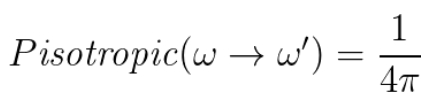 Pisotropic(ω → ω′) = 1/4π